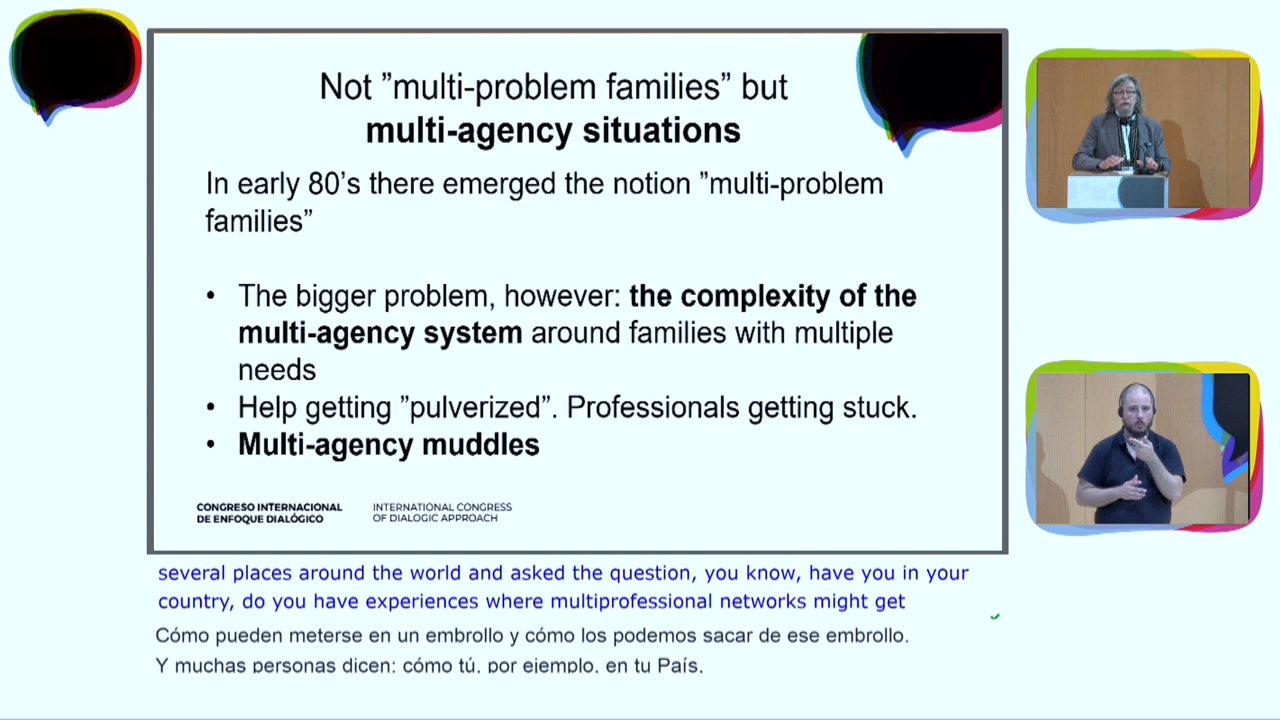 Not ”multi-problem families” but
multi-agency situations
In early 80’s there emerged the notion ”multi-problem
families”
• The bigger problem, however: the complexity of the
multi-agency system around families with multiple
needs
• Help getting ”pulverized”. Professionals getting stuck.
• Multi-agency muddles
CONGRESO INTERNACIONAL
DE ENFOQUE DIALÓGICO
INTERNATIONAL CONGRESS
OF DIALOGIC APPROACH
several places around the world and asked the question, you know, have you in your
country, do you have experiences where multiprofessional networks might get
Cómo pueden meterse en un embrollo y cómo los podemos sacar de ese embrollo.
Y muchas personas dicen: cómo tú, por ejemplo, en tu País,